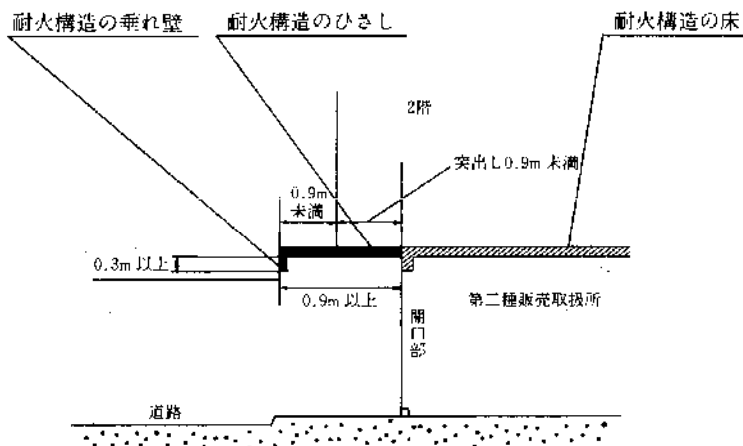 耐火構造の垂れ壁
耐火構造のひさし
耐火構造の床
2階
突出し0.9m 未満
0.9m
未満
0.3m 以上
0.9m 以上
第二種販売取扱所
開口部
道路